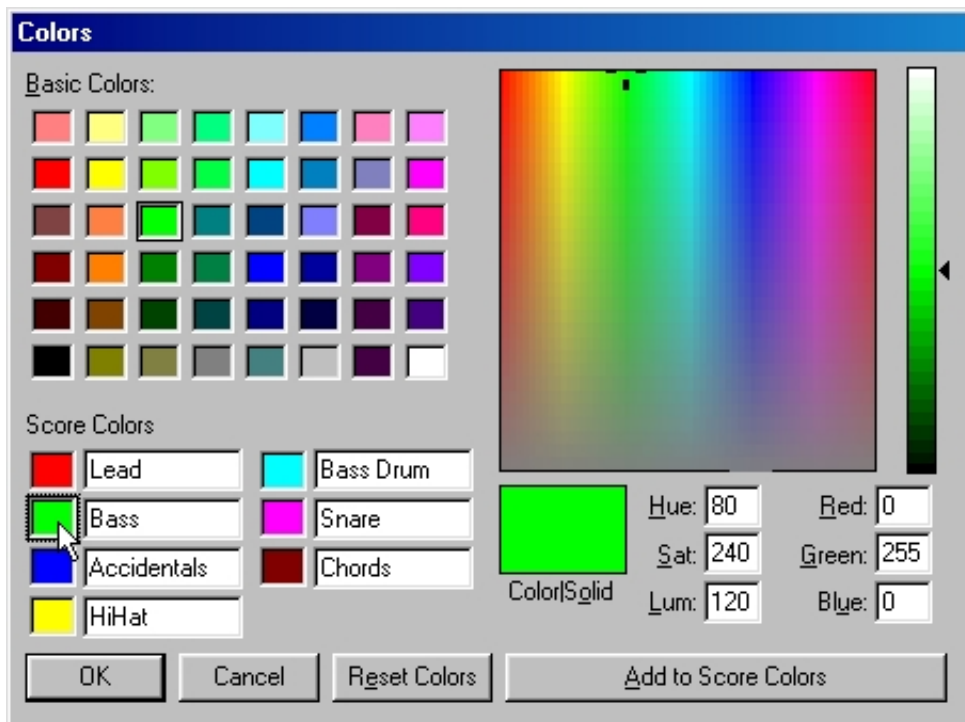 Colors
Basic Colors:
Score Colors
Lead
Bass Drum
Bass
Snare
Accidentals
Chords
HiHat
Color|Solid
Hue: 80
Red: 0
Sat: 240
Green: 255
Lum: 120
Blue: 0
OK
Cancel
Reset Colors
Add to Score Colors